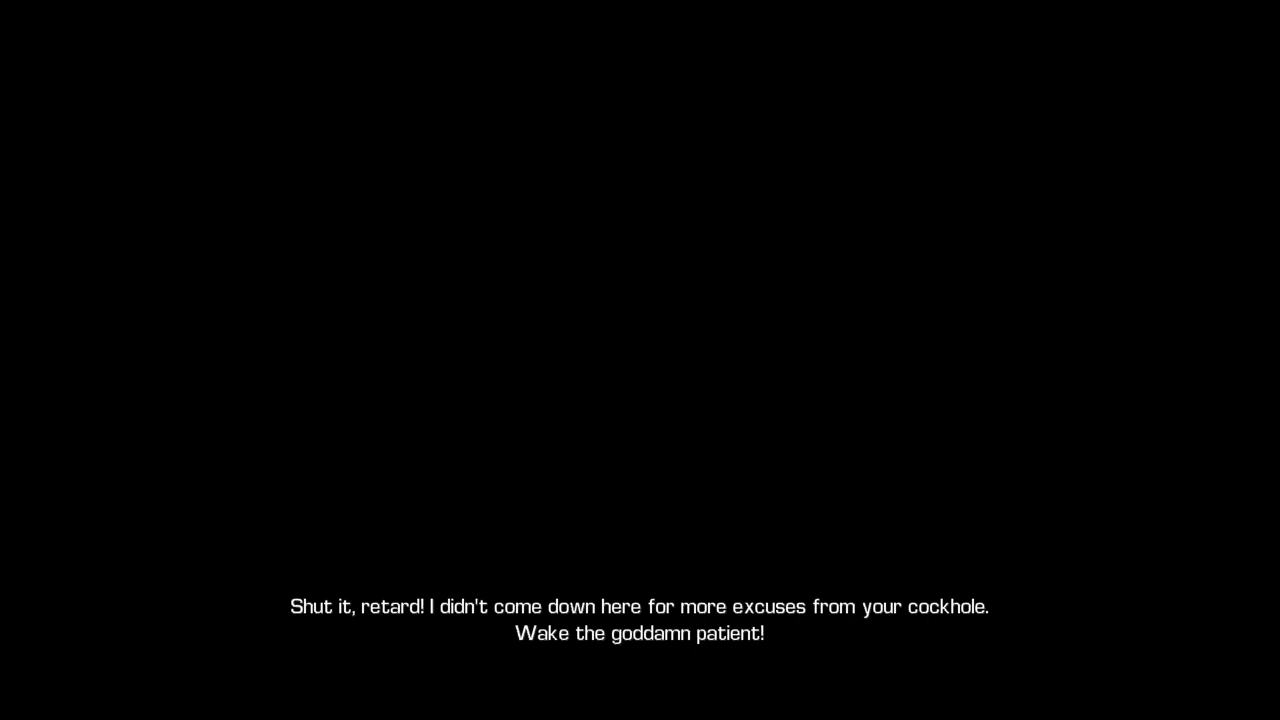 Shut it, retard! I didn't come down here for more excuses from your cockhole.
Wake the goddamn patient!